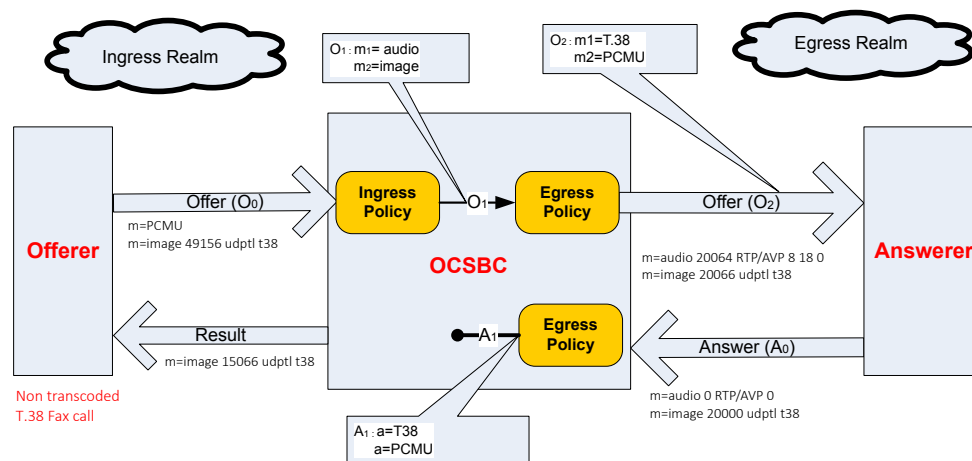 Ingress Realm
O1 : m1= audio
m2=image
O2 : m1=T.38
m2=PCMU
Egress Realm
Offerer
Offer (O0)
m=PCMU
m=image 49156 udptl t38
Ingress
Policy
O1
Egress
Policy
OCSBC
Offer (O2)
m=audio 20064 RTP/AVP 8 18 0
m=image 20066 udptl t38
Answerer
Result
m=image 15066 udptl t38
A1
Egress
Policy
Answer (A0)
m=audio 0 RTP/AVP 0
m=image 20000 udptl t38
Non transcoded
T.38 Fax call
A1 : a=T38
a=PCMU